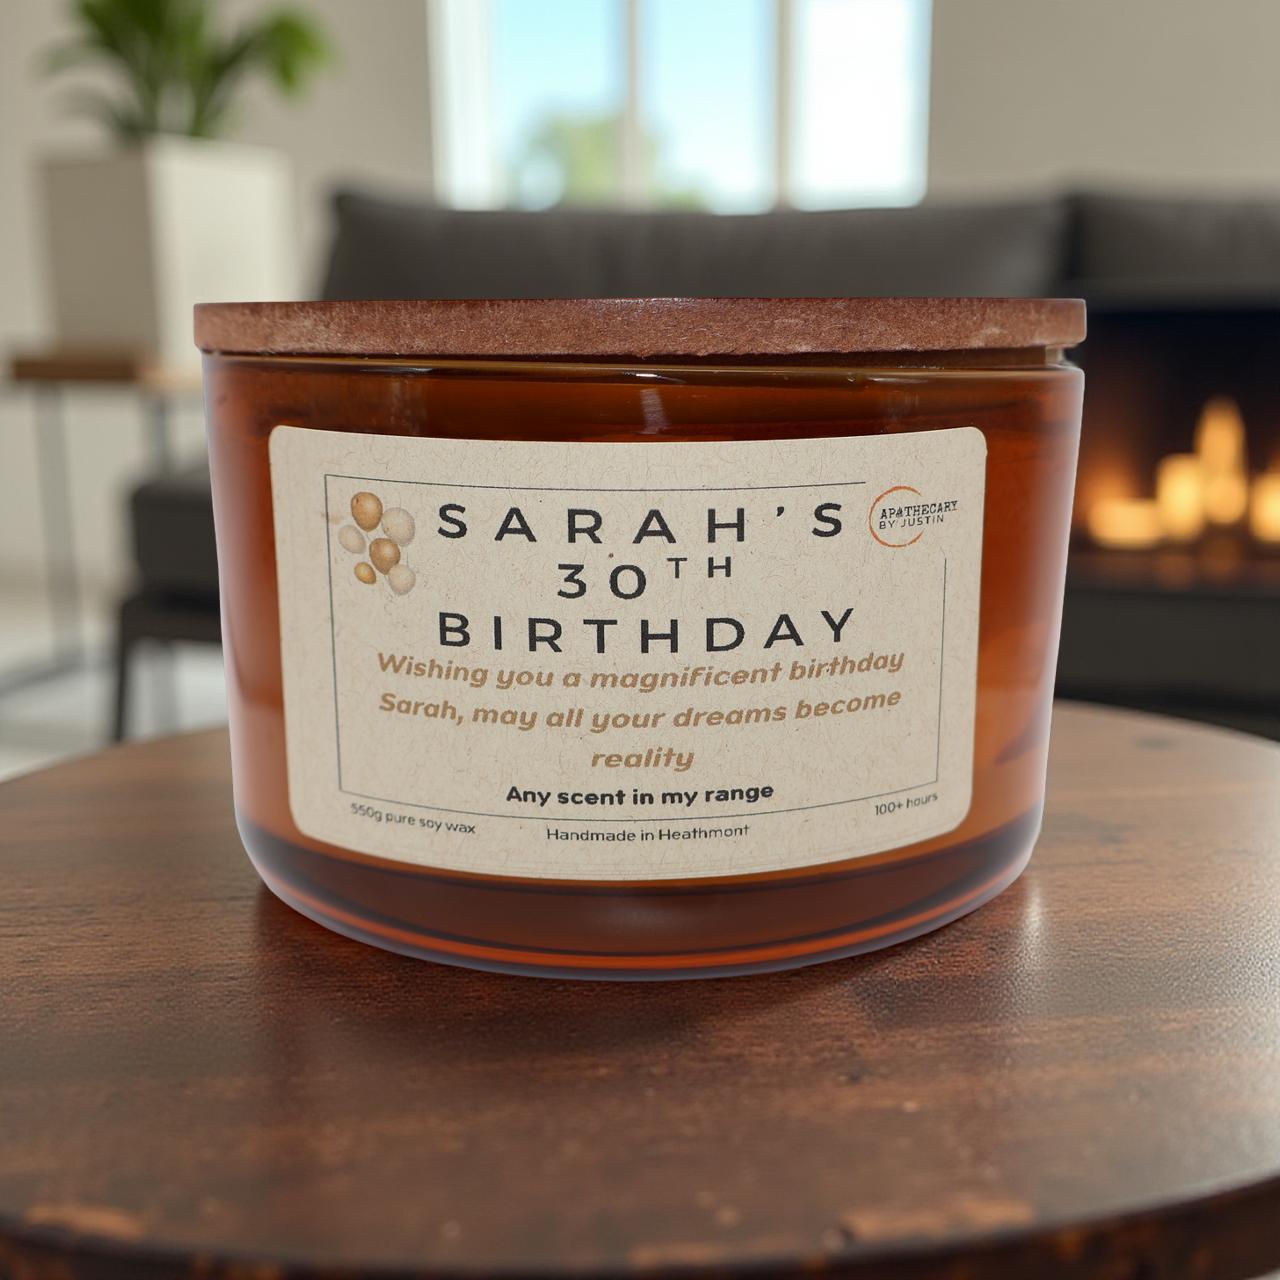 SARAH'S
30TH
BIRTHDAY
APOTHECARY
BY JUSTIN
Wishing you a magnificent birthday
Sarah, may all your dreams become
reality
Any scent in my range
550g pure soy wax
Handmade in Heathmont
100+ hours